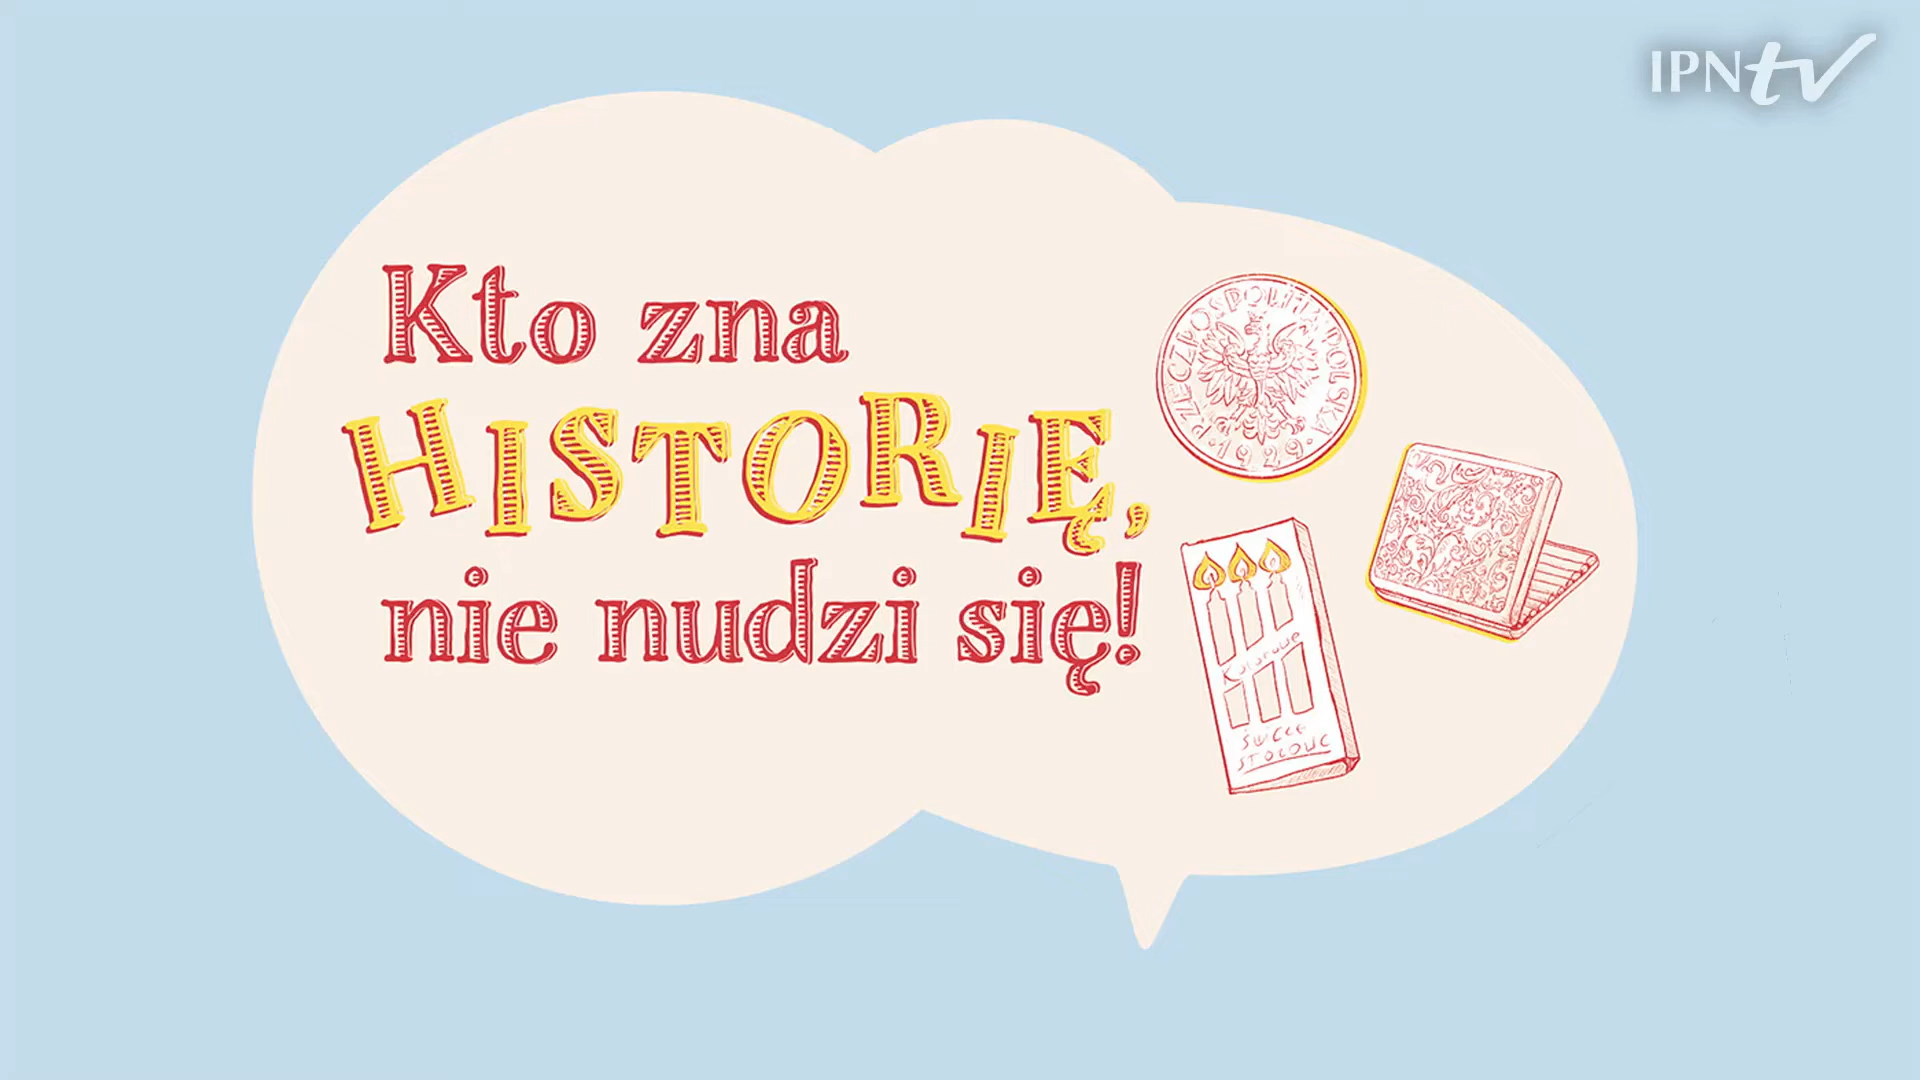 IPNtv
Kto zna
HISTORIĘ,
nie nudzi się!
RZECZPOSPOLITA POLSKA
·1929·
Kolorowe
ŚWiece
STOŁOWE